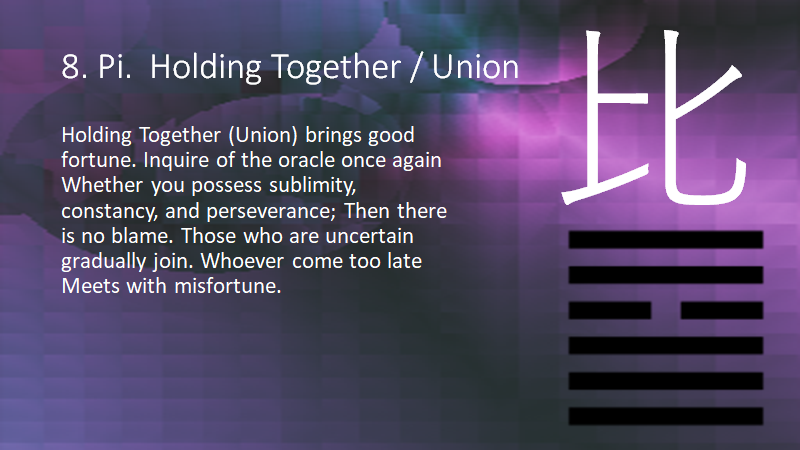 8. Pi. Holding Together / Union
比
Holding Together (Union) brings good
fortune. Inquire of the oracle once again
Whether you possess sublimity,
constancy, and perseverance; Then there
is no blame. Those who are uncertain
gradually join. Whoever come too late
Meets with misfortune.